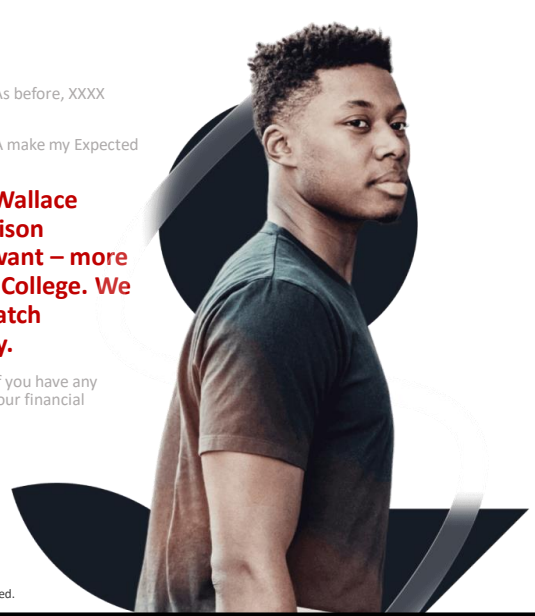 As before, XXXX
A make my Expected
Wallace
ison
want – more
College. We
atch
y.
f you have any
our financial
ed.